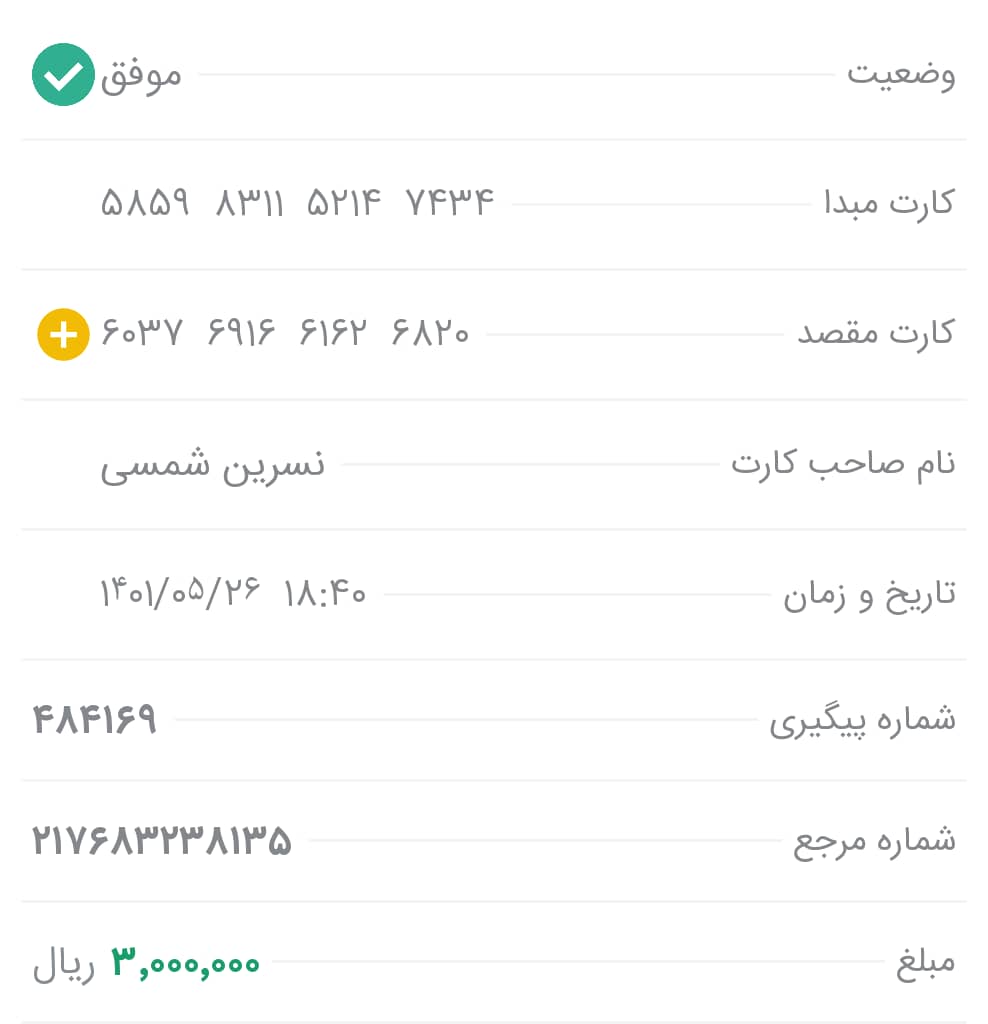 وضعیت موفق
کارت مبدا ۵۸۵۹ ۸۳۱۱ ۵۲۱۴ ۷۴۳۴
کارت مقصد ۶۰۳۷ ۶۹۱۶ ۶۱۶۲ ۶۸۲۰
نام صاحب کارت نسرین شمسی
تاریخ و زمان ۱۴۰۱/۰۵/۲۶ ۱۸:۴۰
شماره پیگیری ۴۸۴۱۶۹
شماره مرجع ۲۱۷۶۸۳۲۳۸۱۳۵
مبلغ ۳,۰۰۰,۰۰۰ ریال